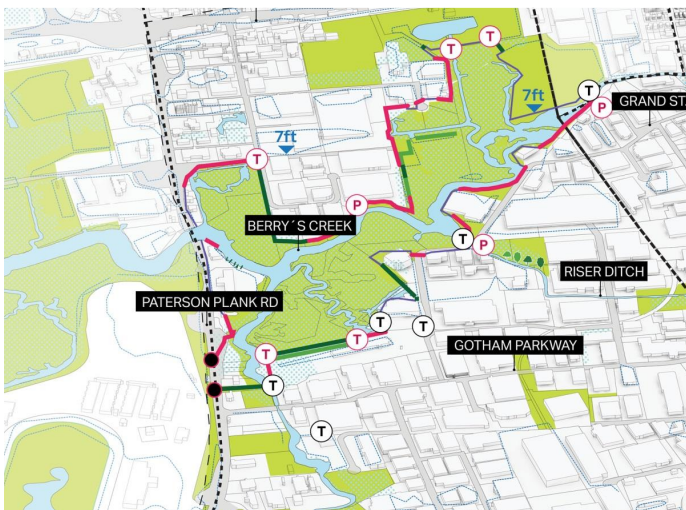 T
T
T
P
7ft
GRAND ST.
7ft
T
P
BERRY´S CREEK
T
P
RISER DITCH
PATERSON PLANK RD
T
T
T
GOTHAM PARKWAY
T
T
T